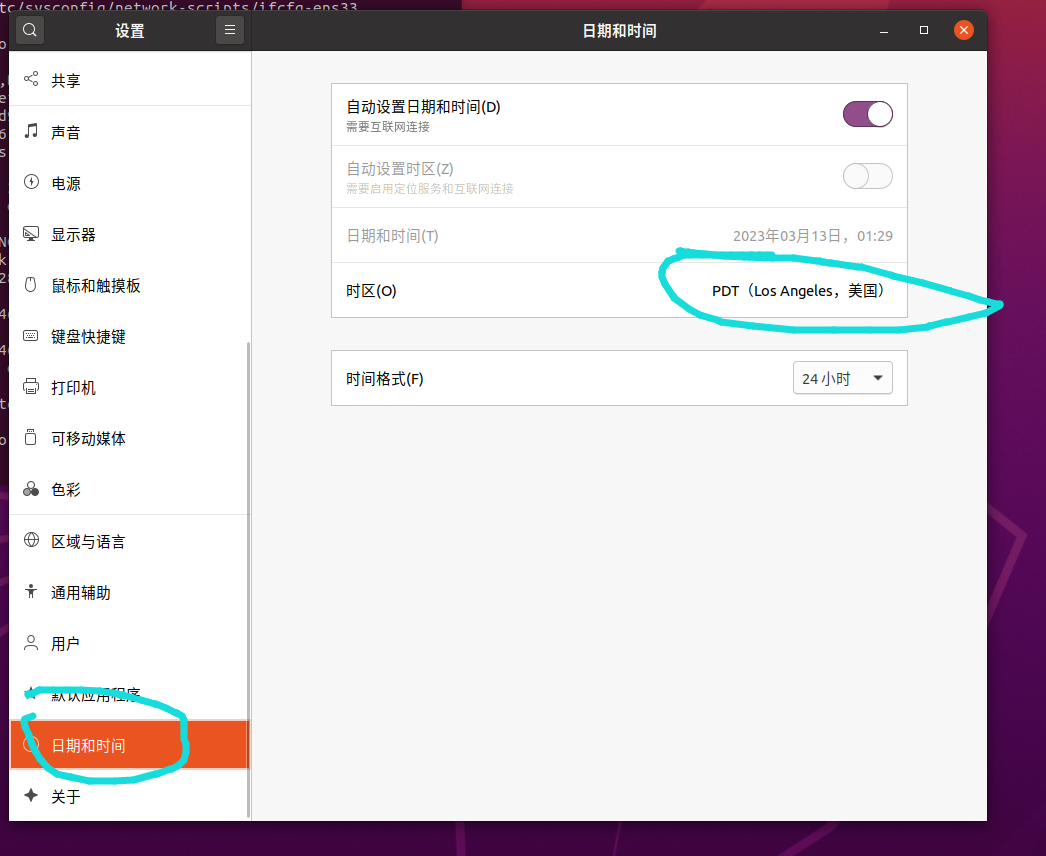 tc/sysconfig/network-scripts/ifcfg-ens33
设置
日期和时间
共享
声音
电源
显示器
鼠标和触摸板
键盘快捷键
打印机
可移动媒体
色彩
区域与语言
通用辅助
用户
默认应用程序
日期和时间
关于
自动设置日期和时间(D)
需要互联网连接
自动设置时区(Z)
需要启用定位服务和互联网连接
日期和时间(T)
2023年03月13日，01:29
时区(O)
PDT（Los Angeles，美国）
时间格式(F)
24 小时